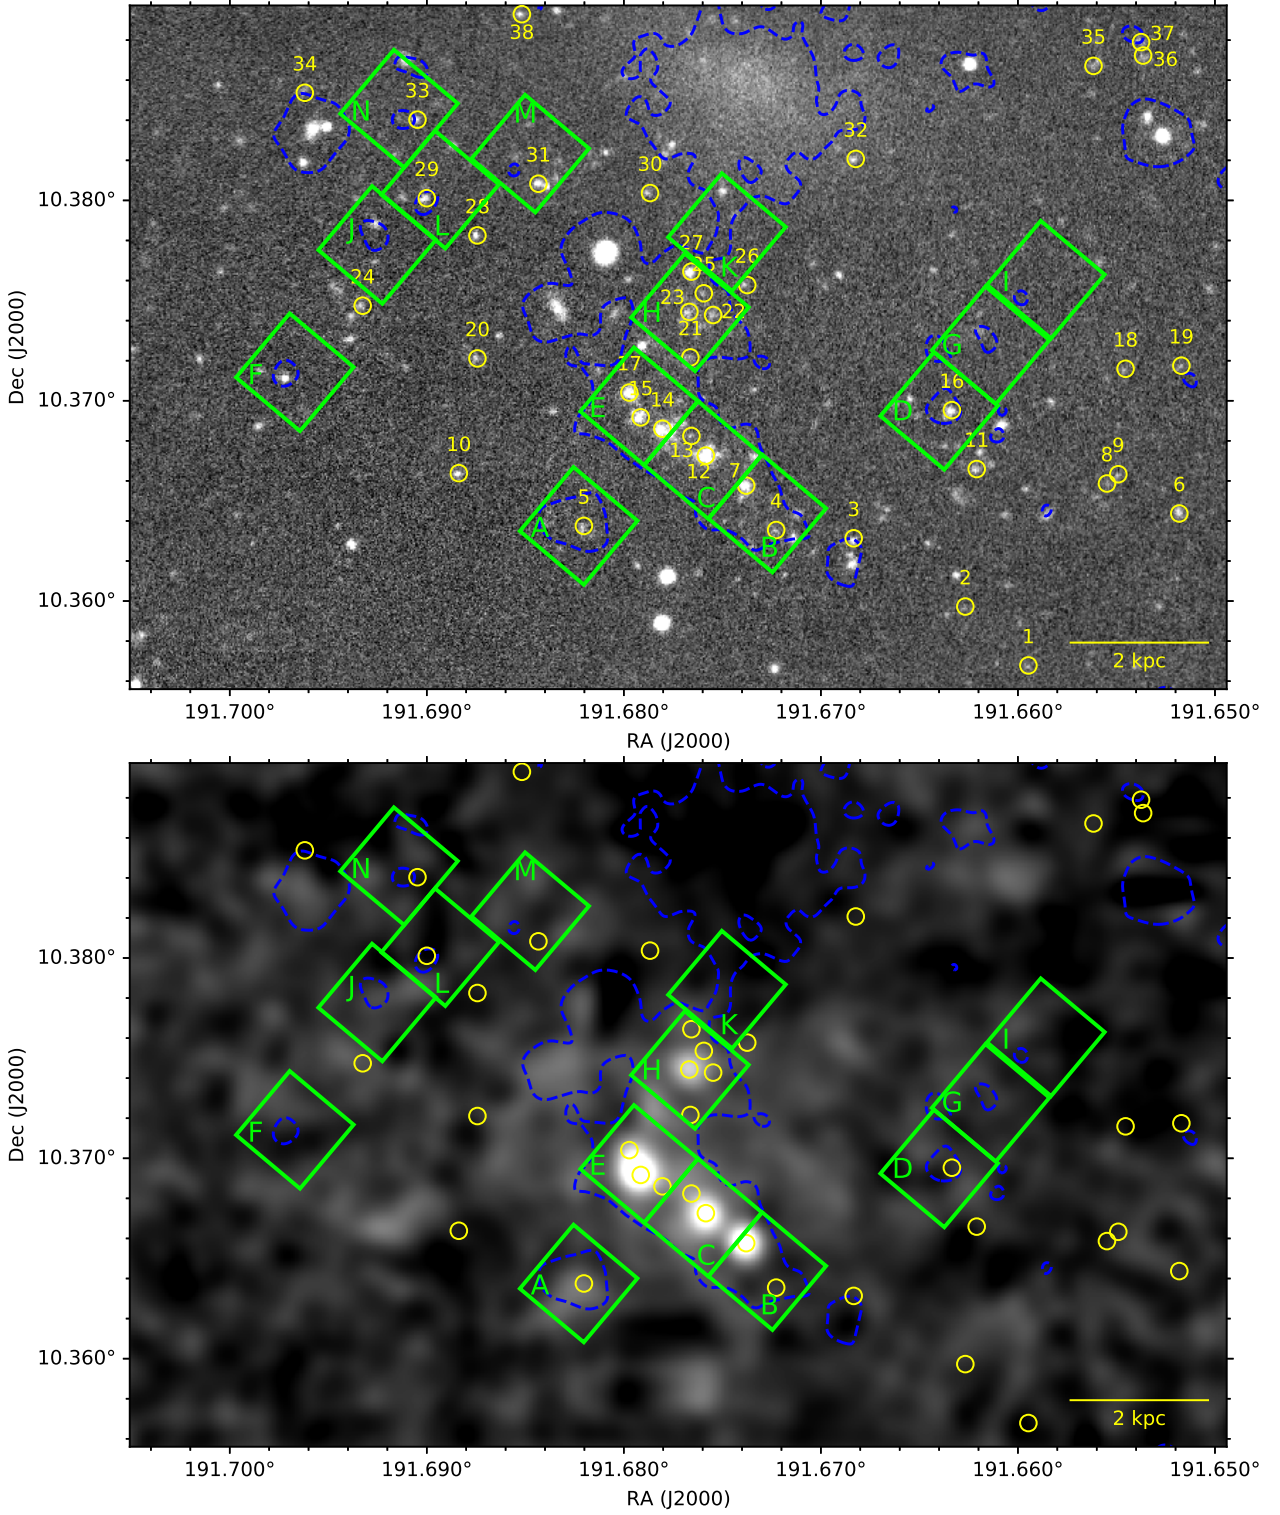 38
37
35
36
34
33
N
M
32
31
30
29
10.380°
28
L
J
27
26
25
K
I
24
23
22
H
21
G
20
19
18
17
16
F
15
E
14
D
10.370°
13
12
11
10
9
8
7
C
6
5
4
3
A
B
2
10.360°
1
2 kpc
Dec (J2000)
191.700°
191.690°
191.680°
191.670°
191.660°
191.650°
RA (J2000)
N
M
10.380°
J
L
K
I
H
G
F
E
D
10.370°
C
A
B
10.360°
2 kpc
Dec (J2000)
191.700°
191.690°
191.680°
191.670°
191.660°
191.650°
RA (J2000)